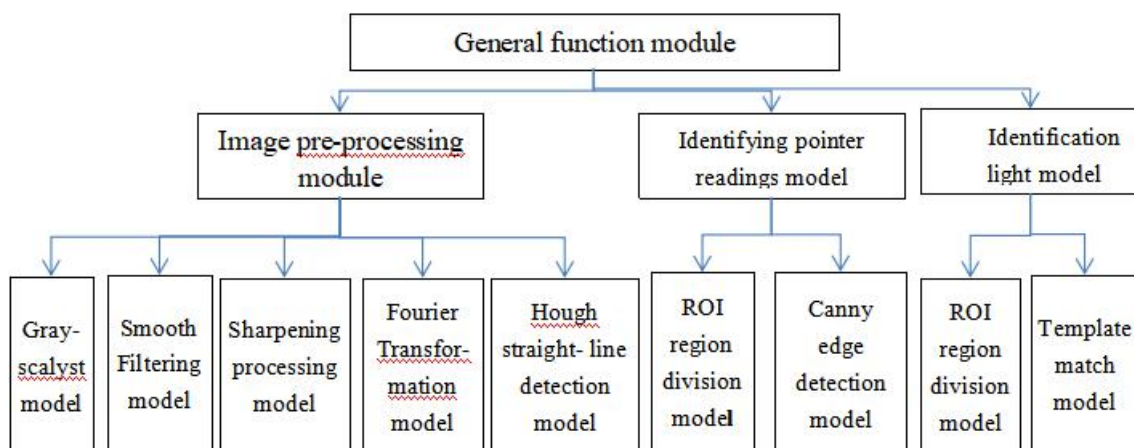 General function module
Image pre-processing
module
Identifying pointer
readings model
Identification
light model
Gray-
scalyst
model
Smooth
Filtering
model
Sharpening
processing
model
Fourier
Transfor-
mation
model
Hough
straight- line
detection
model
ROI
region
division
model
Canny
edge
detection
model
ROI
region
division
model
Template
match
model